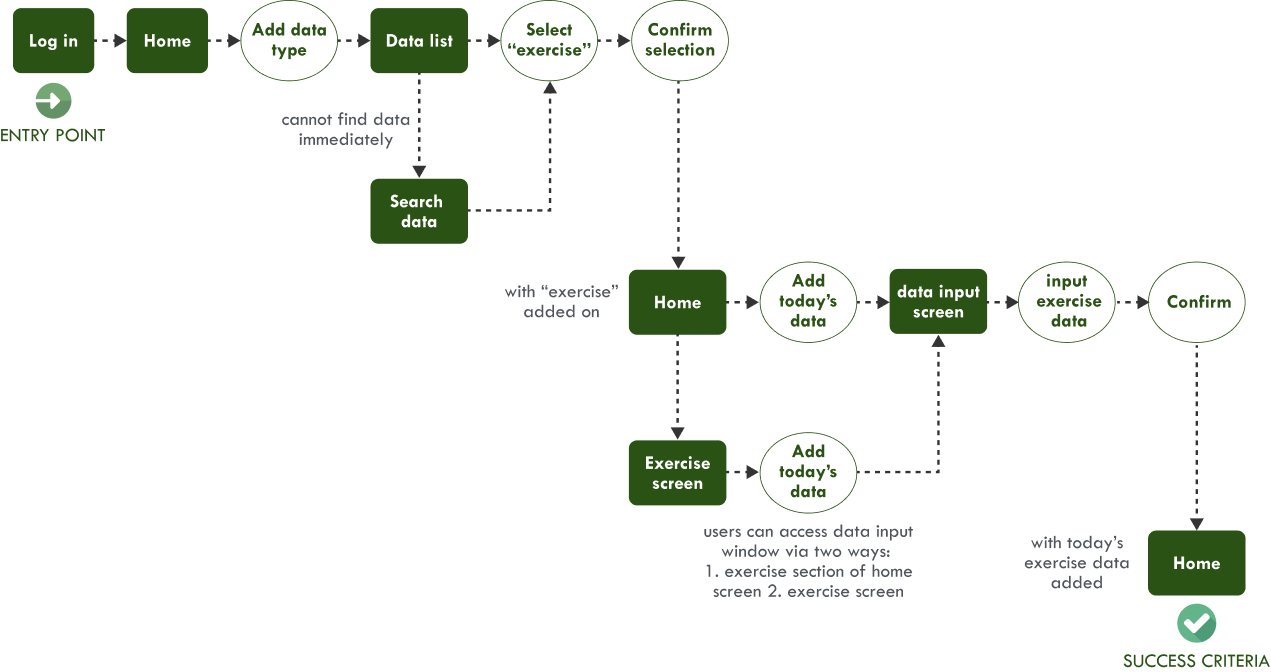 Log in
Home
Add data
type
Data list
Select
“exercise”
Confirm
selection
ENTRY POINT
cannot find data
immediately
Search
data
with “exercise”
added on
Home
Add
today’s
data
data input
screen
input
exercise
data
Confirm
Exercise
screen
Add
today’s
data
users can access data input
window via two ways:
1. exercise section of home
screen 2. exercise screen
with today’s
exercise data
added
Home
SUCCESS CRITERIA